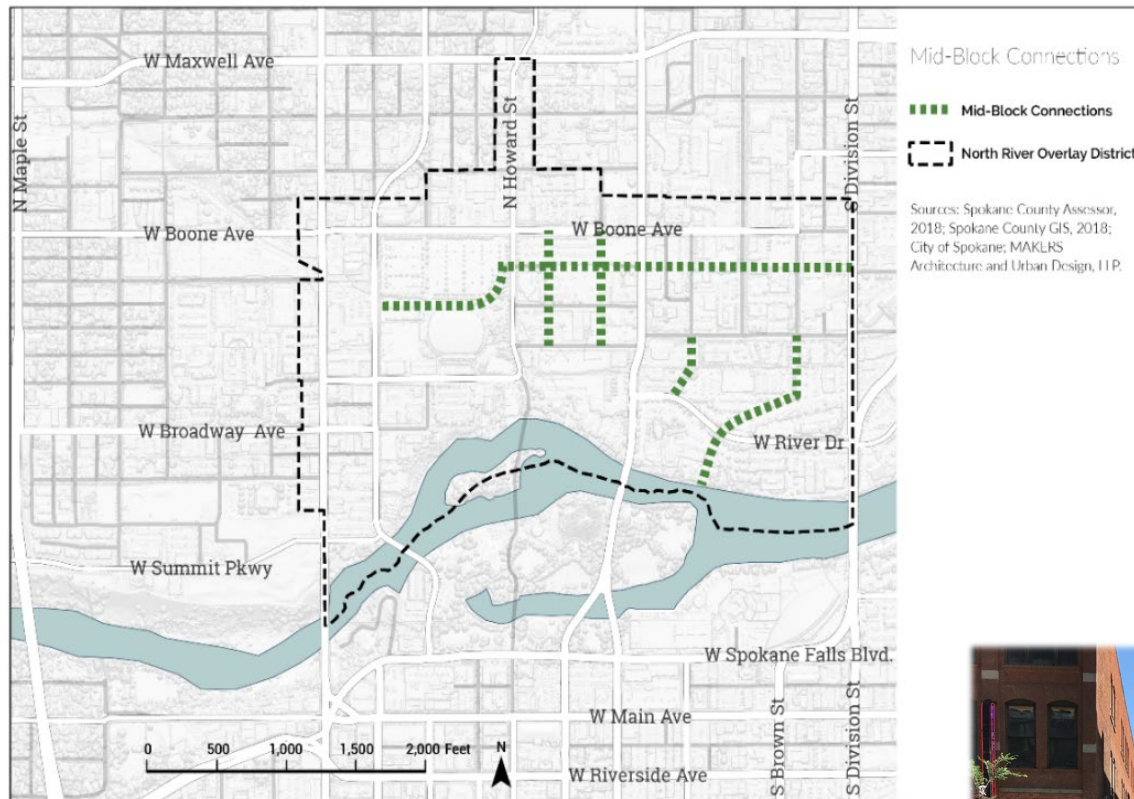 Mid-Block Connections
Mid-Block Connections
North River Overlay District
Sources: Spokane County Assessor,
2018; Spokane County GIS, 2018;
City of Spokane; MAKERS
Architecture and Urban Design, LLP.
W Maxwell Ave
N Maple St
N Howard St
S Division St
W Boone Ave
W Boone Ave
W Broadway Ave
W River Dr
W Summit Pkwy
W Spokane Falls Blvd.
W Main Ave
S Brown St
S Division St
W Riverside Ave
0 500 1,000 1,500 2,000 Feet
N